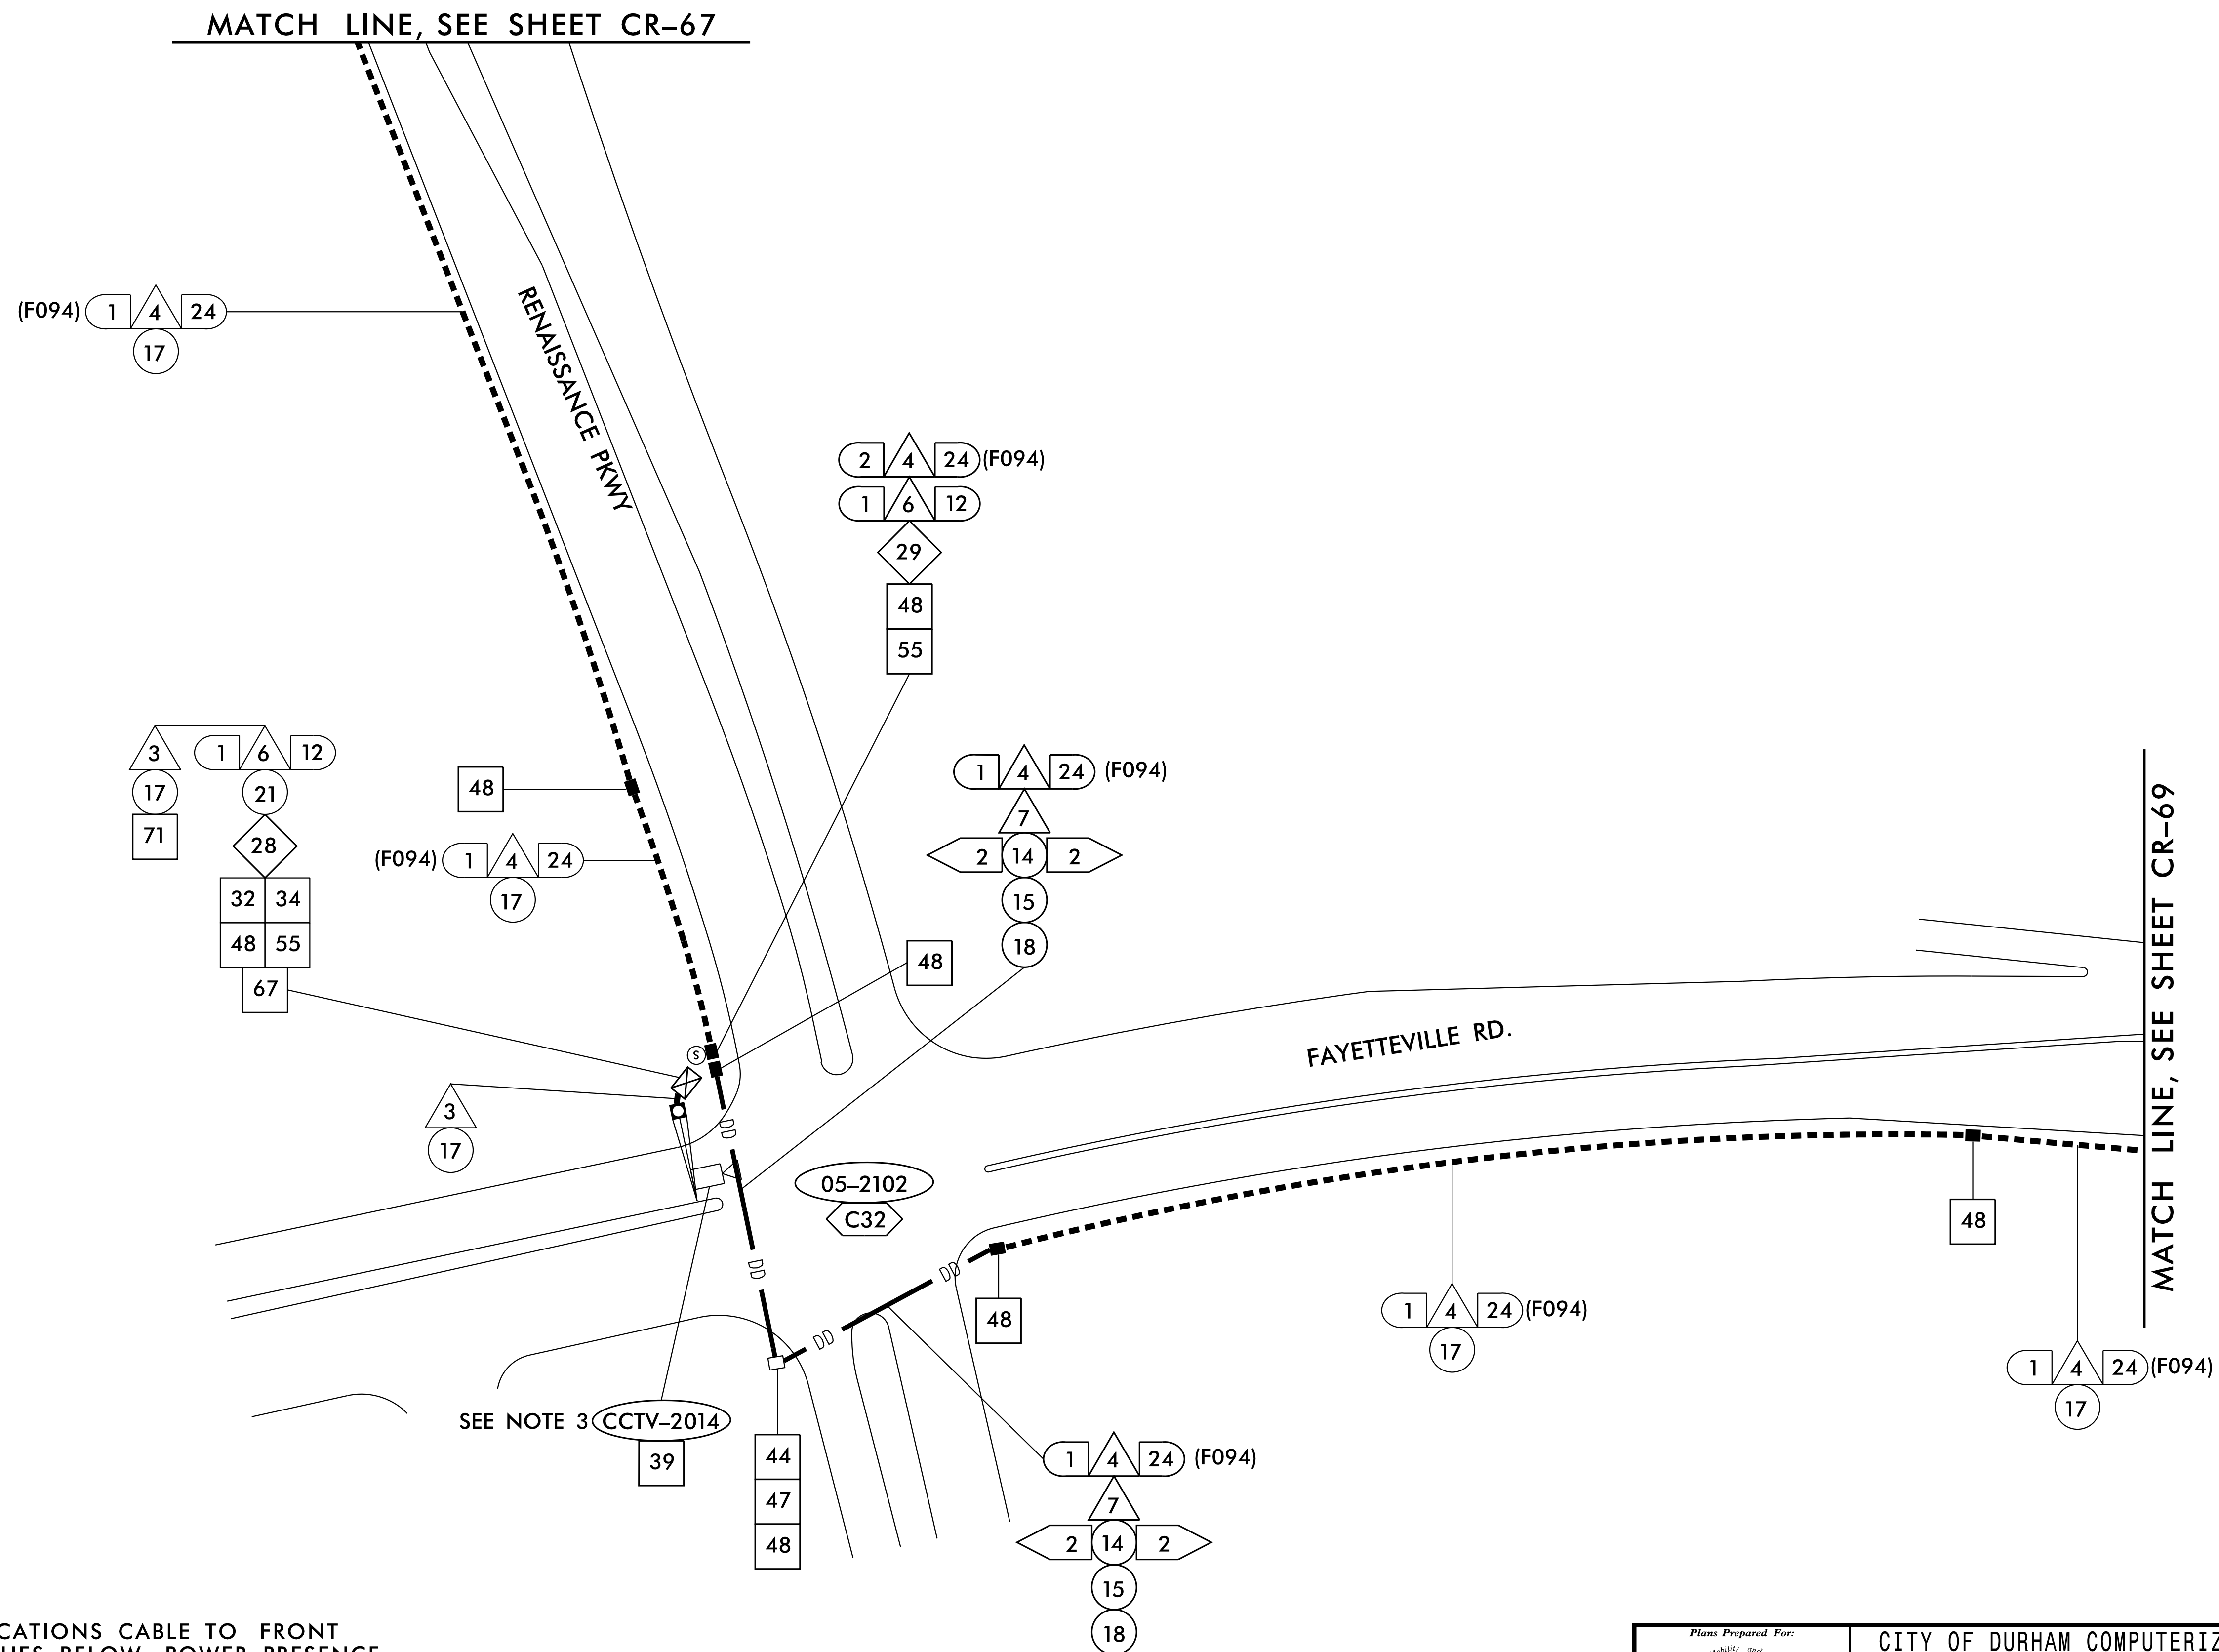 MATCH LINE, SEE SHEET CR–67
(F094) 1 4 24
17
RENAISSANCE PKWY
2 4 24 (F094)
1 6 12
29
48
55
3 1 6 12
17 21
71 28
32 34
48 55
67
48
(F094) 1 4 24
17
1 4 24 (F094)
7
2 14 2
15
18
48
MATCH LINE, SEE SHEET CR–69
FAYETTEVILLE RD.
S
3
17
05–2102
C32
48
48
1 4 24 (F094)
17
1 4 24 (F094)
17
SEE NOTE 3 CCTV–2014
39
44
47
48
1 4 24 (F094)
7
2 14 2
15
18
CATIONS CABLE TO FRONT
BELOW POWER PRESENCE
Plans Prepared For:
CITY OF DURHAM COMPUTERIZ